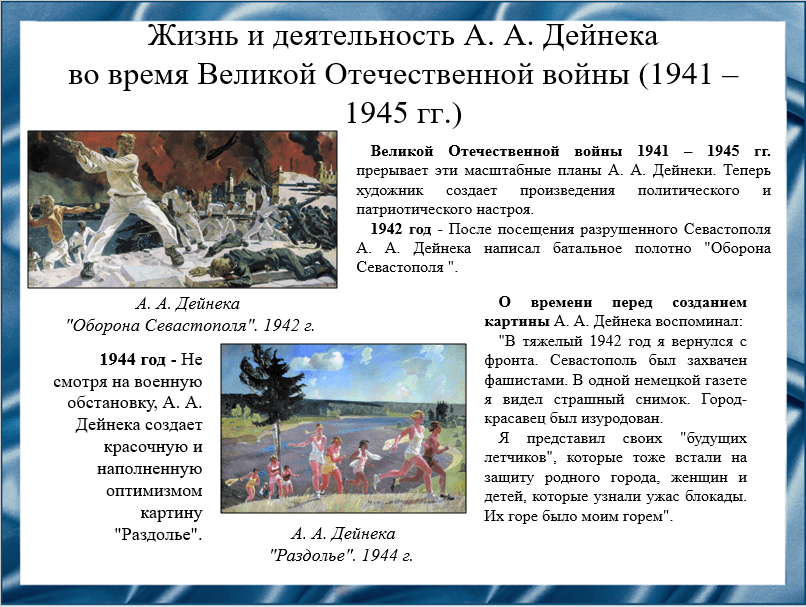 Жизнь и деятельность А. А. Дейнека
во время Великой Отечественной войны (1941 –
1945 гг.)
Великой Отечественной войны 1941 – 1945 гг.
прерывает эти масштабные планы А. А. Дейнеки. Теперь
художник создает произведения политического и
патриотического настроя.
1942 год - После посещения разрушенного Севастополя
А. А. Дейнека написал батальное полотно "Оборона
Севастополя ".
А. А. Дейнека
"Оборона Севастополя". 1942 г.
О времени перед созданием
картины А. А. Дейнека воспоминал:
"В тяжелый 1942 год я вернулся с
фронта. Севастополь был захвачен
фашистами. В одной немецкой газете
я видел страшный снимок. Город-
красавец был изуродован.
Я представил своих "будущих
летчиков", которые тоже встали на
защиту родного города, женщин и
детей, которые узнали ужас блокады.
Их горе было моим горем".
1944 год - Не
смотря на военную
обстановку, А. А.
Дейнека создает
красочную и
наполненную
оптимизмом
картину
"Раздолье".
А. А. Дейнека
"Раздолье". 1944 г.